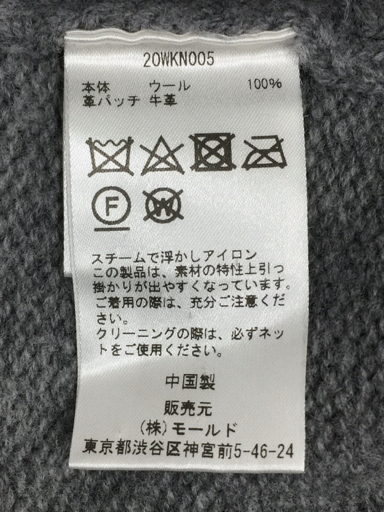 20WKN005
本体 ウール 100%
革パッチ 牛革
F W
スチームで浮かしアイロン
この製品は、素材の特性上引っ
掛かりが出やすくなっています。
ご着用の際は、充分ご注意くだ
さい。
クリーニングの際は、必ずネッ
トをご使用ください。
中国製
販売元
(株)モールド
東京都渋谷区神宮前5-46-24